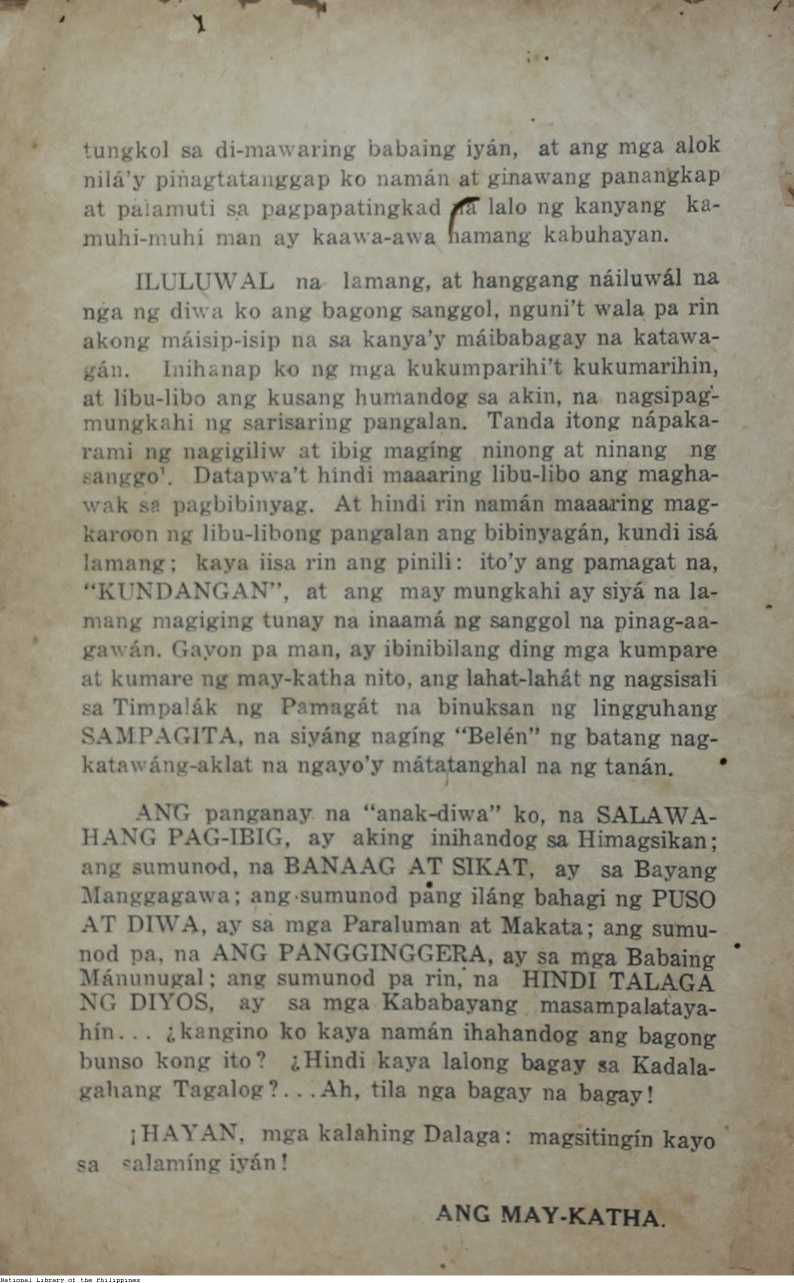 tungkol sa di-mawaring babaing iyán, at ang mga alok
nilá'y pinagtatanggap ko namán at ginawang panangkap
at palamuti sa pagpapatingkad na lalo ng kanyang ka-
muhi-muhí man ay kaawa-awa namang kabuhayan.
ILULUWAL na lamang, at hanggang náiluwál na
nga ng diwa ko ang bagong sanggol, nguni't wala pa rin
akong máisip-isip na sa kanya'y máibabagay na katawa-
gán. Inihanap ko ng mga kukumparihi't kukumarihin,
at libu-libo ang kusang humandog sa akin, na nagsipag-
mungkahi ng sarisaring pangalan. Tanda itong nápaka-
rami ng nagigiliw at ibig maging ninong at ninang ng
sanggol. Datapwa't hindi maaaring libu-libo ang magha-
wak sa pagbibinyag. At hindi rin namán maaaring mag-
karoon ng libu-libong pangalan ang bibinyagán, kundi isá
lamang; kaya iisa rin ang pinili: ito'y ang pamagat na,
"KUNDANGAN", at ang may mungkahi ay siyá na la-
mang magiging tunay na inaamá ng sanggol na pinag-aa-
gawán. Gayon pa man, ay ibinibilang ding mga kumpare
at kumare ng may-katha nito, ang lahat-lahát ng nagsisali
sa Timpalák ng Pamagát na binuksan ng lingguhang
SAMPAGITA, na siyáng nagíng "Belén" ng batang nag-
katawáng-aklat na ngayo'y mátatanghal na ng tanán.
ANG panganay na "anak-diwa" ko, na SALAWA-
HANG PAG-IBIG, ay aking inihandog sa Himagsikan;
ang sumunod, na BANAAG AT SIKAT, ay sa Bayang
Manggagawa; ang sumunod pang iláng bahagi ng PUSO
AT DIWA, ay sa mga Paraluman at Makata; ang sumu-
nod pa, na ANG PANGGINGGERA, ay sa mga Babaing
Mánunugal; ang sumunod pa rin, na HINDI TALAGA
NG DIYOS, ay sa mga Kababayang masampalataya-
hín... ¿kangino ko kaya namán ihahandog ang bagong
bunso kong ito? ¿Hindi kaya lalong bagay sa Kadala-
gahang Tagalog?...Ah, tila nga bagay na bagay!
¡HAYAN, mga kalahing Dalaga: magsitingín kayo
sa salamíng iyán!
ANG MAY-KATHA.
National Library of the Philippines